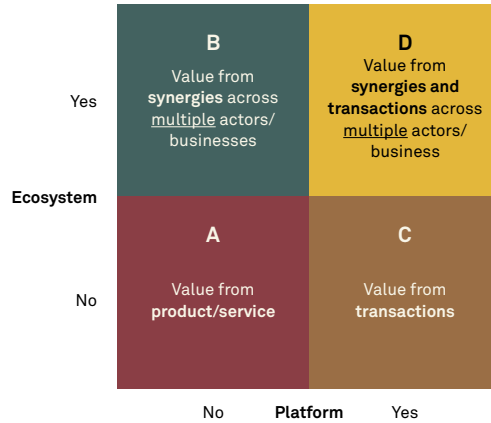 B
Value from
synergies across
multiple actors/
businesses
D
Value from
synergies and
transactions across
multiple actors/
business
Yes
Ecosystem
A
Value from
product/service
C
Value from
transactions
No
No
Platform
Yes